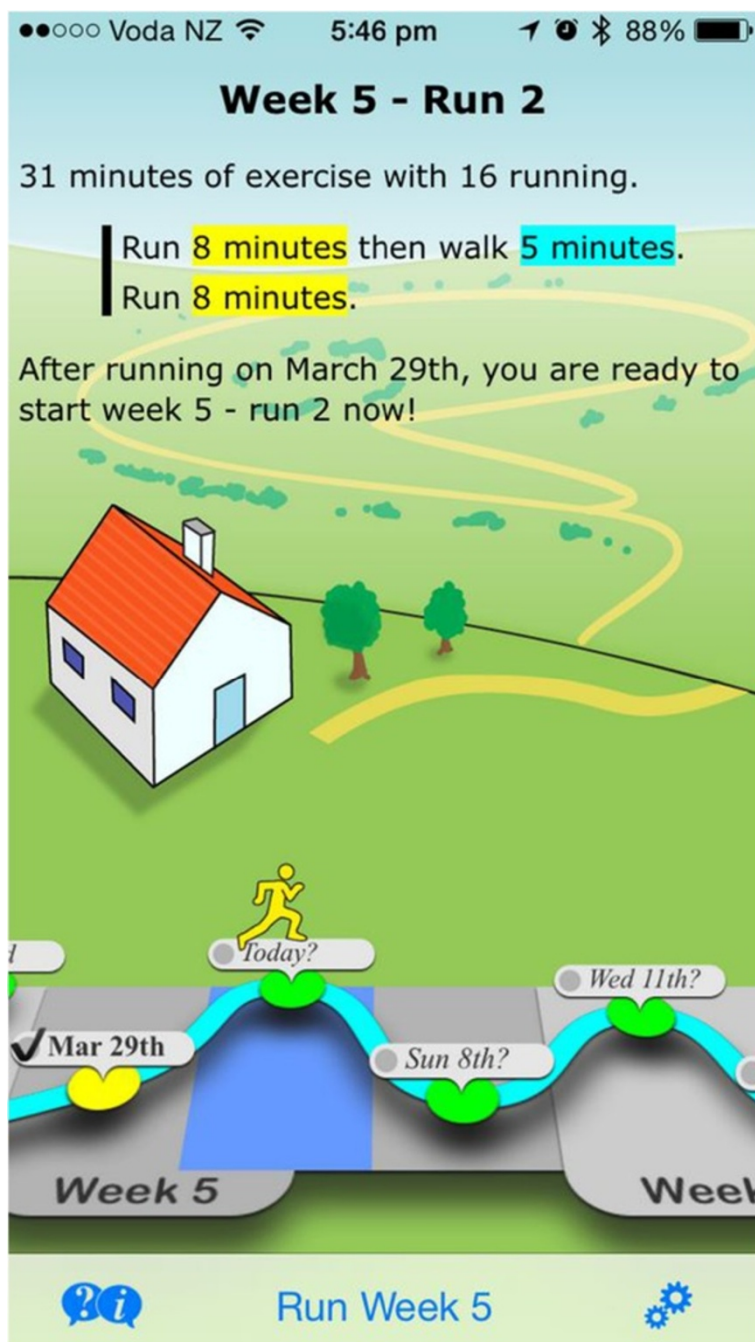 Voda NZ 5:46 pm 88%
Week 5 - Run 2
31 minutes of exercise with 16 running.
Run 8 minutes then walk 5 minutes.
Run 8 minutes.
After running on March 29th, you are ready to
start week 5 - run 2 now!
Today?
Wed 11th?
Mar 29th
Sun 8th?
Week 5
Run Week 5